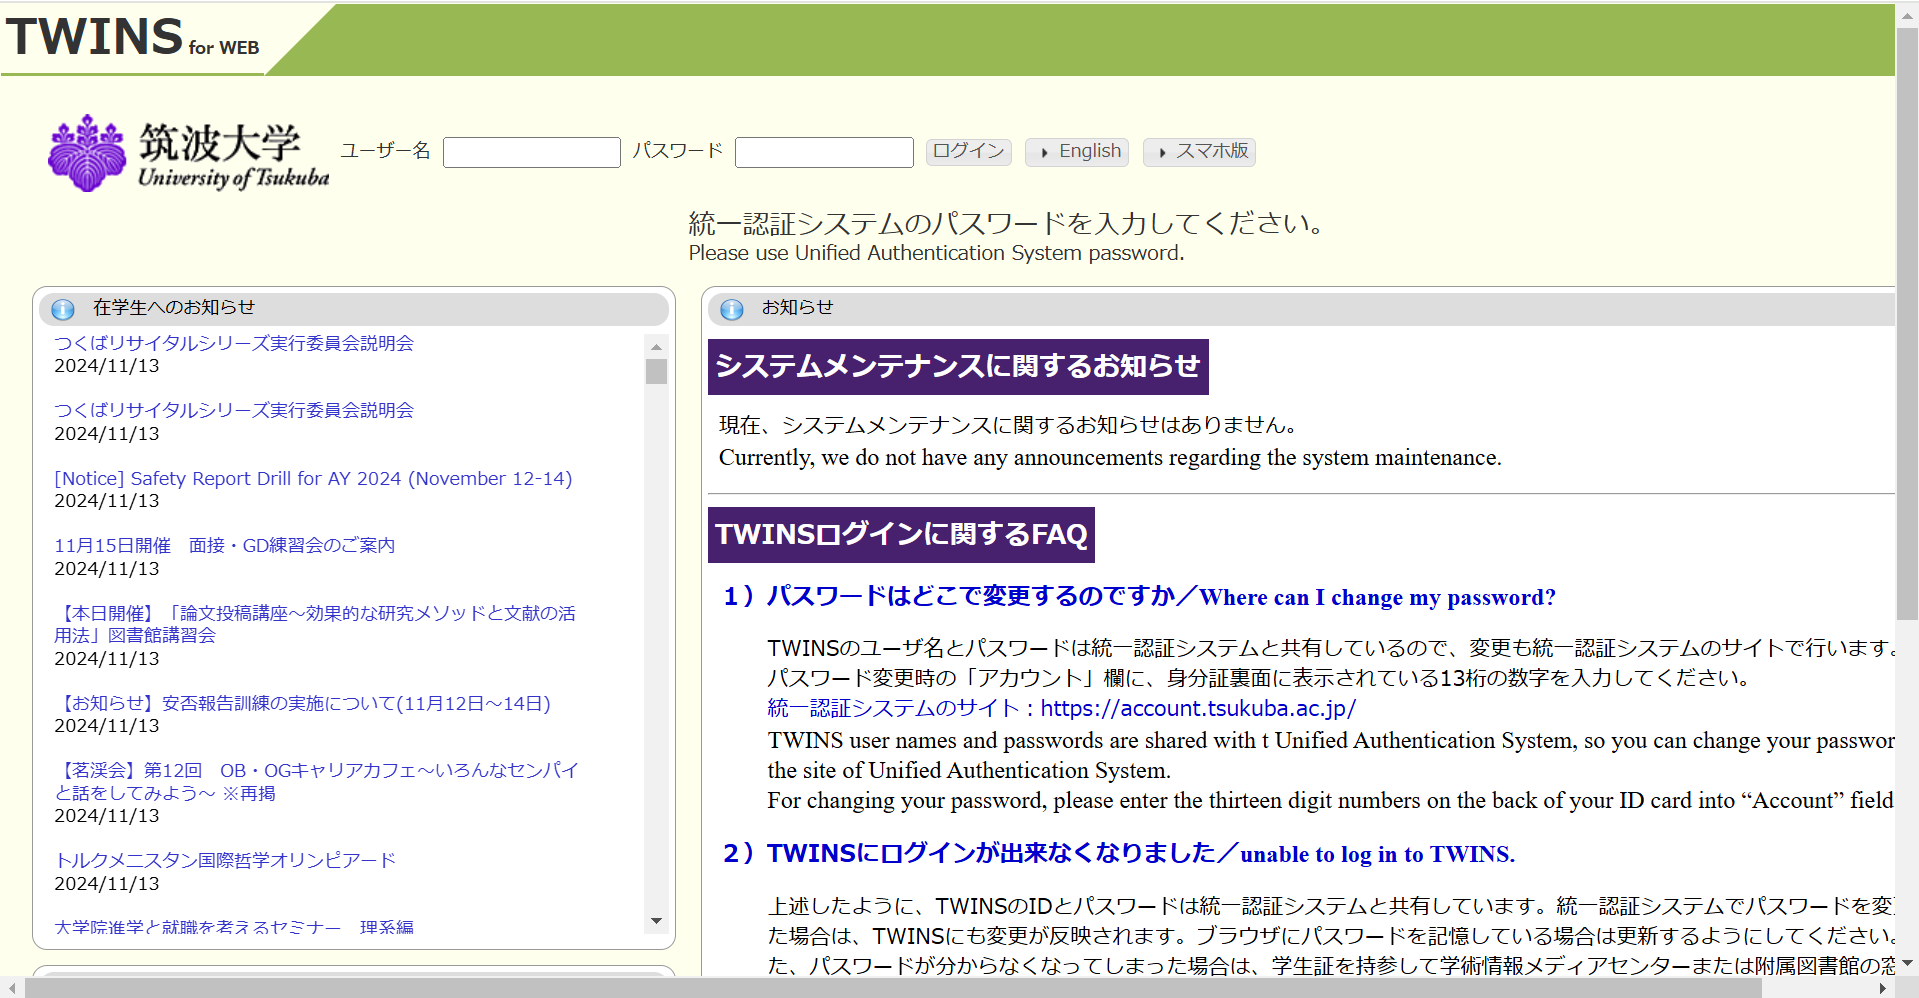 TWINS for WEB
筑波大学
University of Tsukuba
ユーザー名
パスワード
ログイン
English
スマホ版
統一認証システムのパスワードを入力してください。
Please use Unified Authentication System password.
在学生へのお知らせ
つくばリサイタルシリーズ実行委員会説明会
2024/11/13
つくばリサイタルシリーズ実行委員会説明会
2024/11/13
[Notice] Safety Report Drill for AY 2024 (November 12-14)
2024/11/13
11月15日開催　面接・GD練習会のご案内
2024/11/13
【本日開催】「論文投稿講座～効果的な研究メソッドと文献の活
用法」図書館講習会
2024/11/13
【お知らせ】安否報告訓練の実施について(11月12日～14日)
2024/11/13
【茗渓会】第12回　OB・OGキャリアカフェ～いろんなセンパイ
と話をしてみよう～ ※再掲
2024/11/13
トルクメニスタン国際哲学オリンピアード
2024/11/13
大学院進学と就職を考えるセミナー　理系編
お知らせ
システムメンテナンスに関するお知らせ
現在、システムメンテナンスに関するお知らせはありません。
Currently, we do not have any announcements regarding the system maintenance.
TWINSログインに関するFAQ
１）パスワードはどこで変更するのですか／Where can I change my password?
TWINSのユーザ名とパスワードは統一認証システムと共有しているので、変更も統一認証システムのサイトで行います。
パスワード変更時の「アカウント」欄に、身分証裏面に表示されている13桁の数字を入力してください。
統一認証システムのサイト：https://account.tsukuba.ac.jp/
TWINS user names and passwords are shared with t Unified Authentication System, so you can change your passwor
the site of Unified Authentication System.
For changing your password, please enter the thirteen digit numbers on the back of your ID card into “Account” field
２）TWINSにログインが出来なくなりました／unable to log in to TWINS.
上述したように、TWINSのIDとパスワードは統一認証システムと共有しています。統一認証システムでパスワードを変
た場合は、TWINSにも変更が反映されます。ブラウザにパスワードを記憶している場合は更新するようにしてください。
た、パスワードが分からなくなってしまった場合は、学生証を持参して学術情報メディアセンターまたは附属図書館の窓